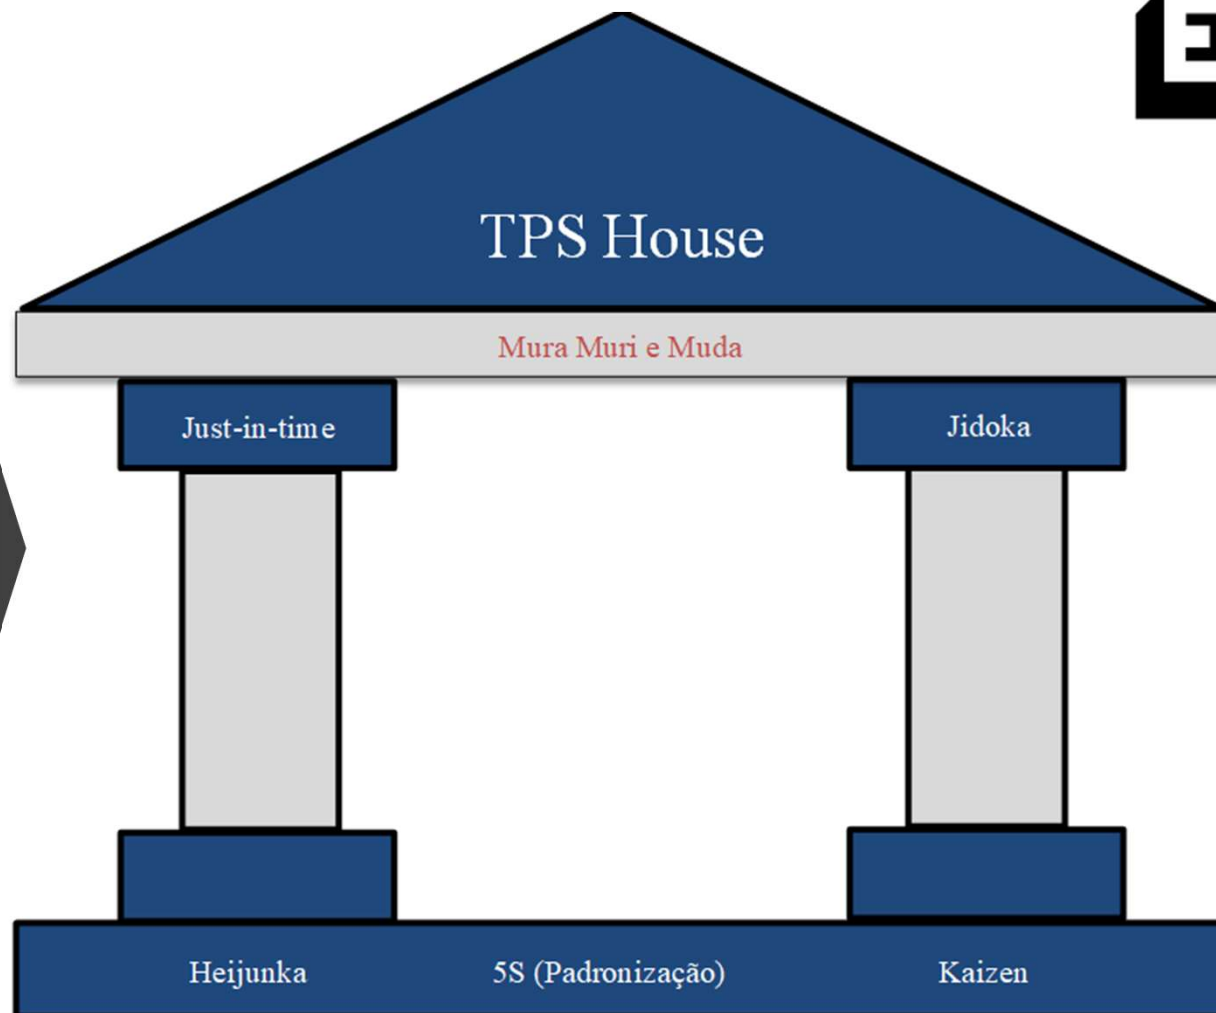 TPS House
Mura Muri e Muda
Just-in-time
Jidoka
Heijunka
5S (Padronização)
Kaizen